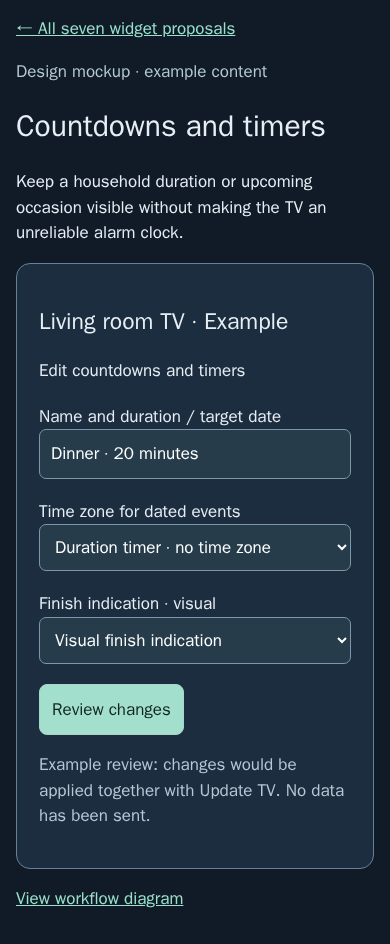 ← All seven widget proposals
Design mockup · example content
Countdowns and timers
Keep a household duration or upcoming
occasion visible without making the TV an
unreliable alarm clock.
Living room TV · Example
Edit countdowns and timers
Name and duration / target date
Dinner · 20 minutes
Time zone for dated events
Duration timer · no time zone
Finish indication · visual
Visual finish indication
Review changes
Example review: changes would be
applied together with Update TV. No data
has been sent.
View workflow diagram